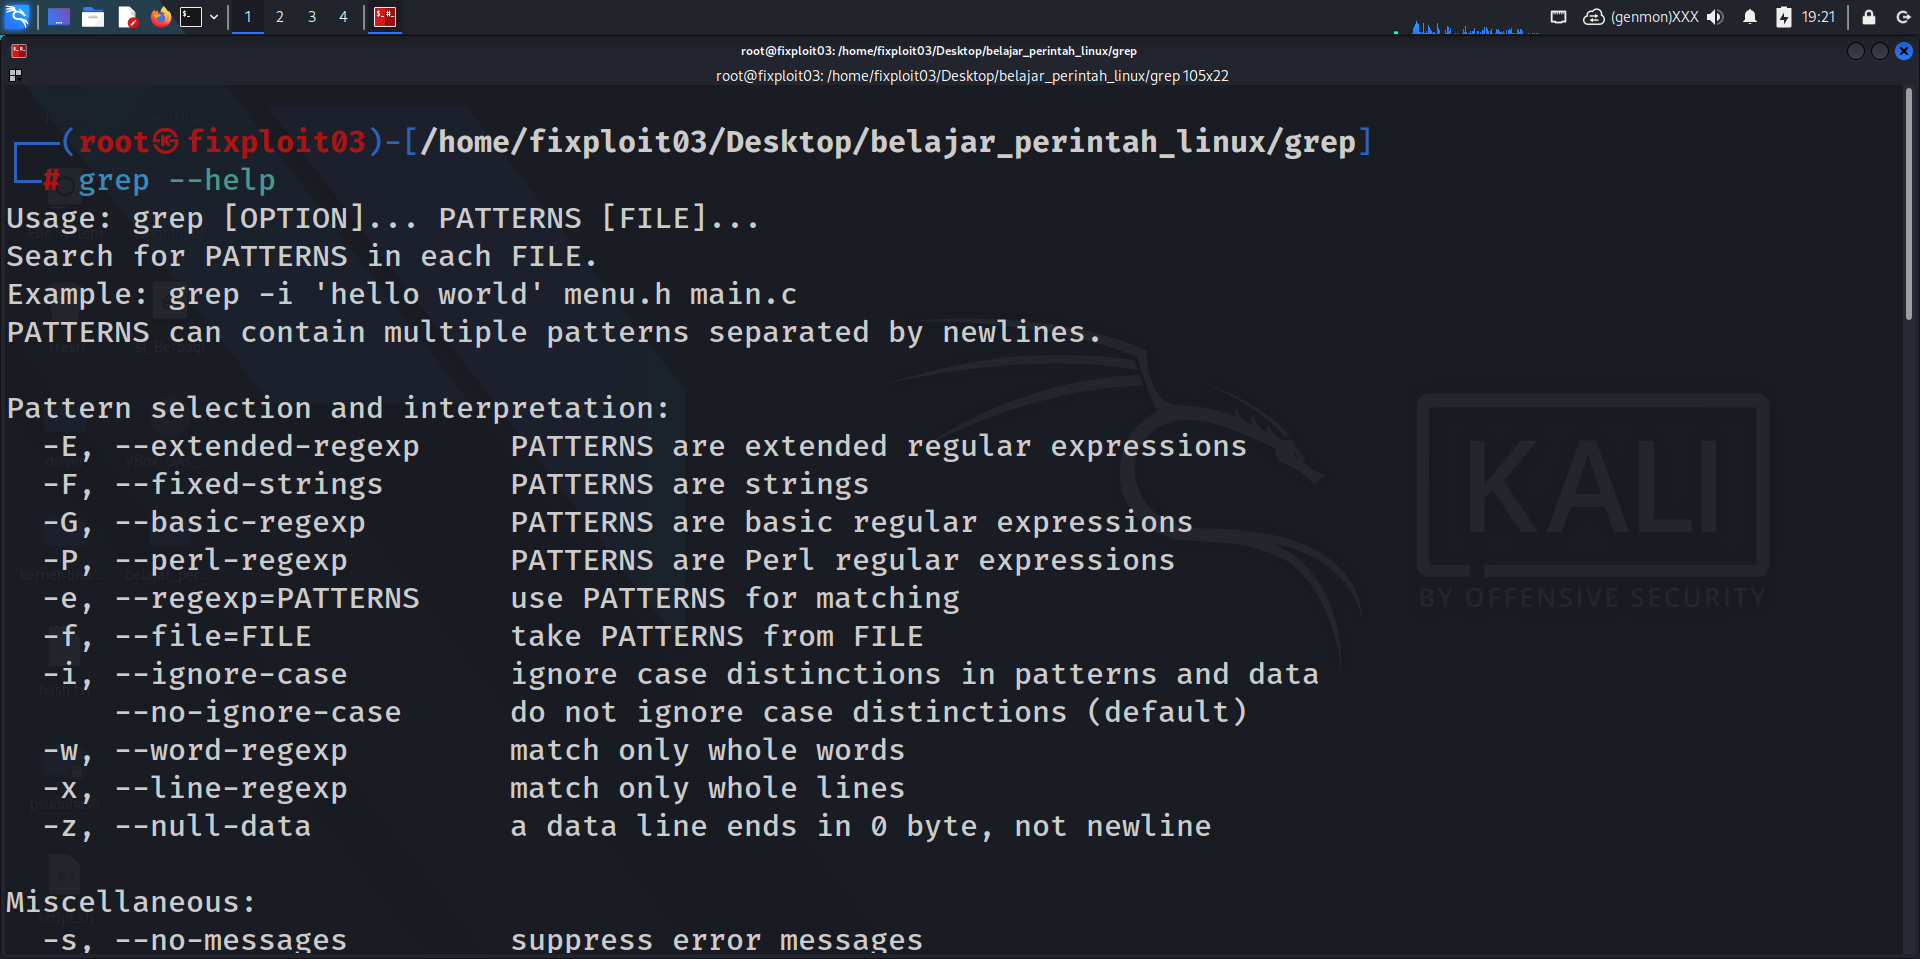 1 2 3 4 (genmon)XXX 19:21
root@fixploit03: /home/fixploit03/Desktop/belajar_perintah_linux/grep
root@fixploit03: /home/fixploit03/Desktop/belajar_perintah_linux/grep 105x22
(root㉿fixploit03)-[/home/fixploit03/Desktop/belajar_perintah_linux/grep]
# grep --help
Usage: grep [OPTION]... PATTERNS [FILE]...
Search for PATTERNS in each FILE.
Example: grep -i 'hello world' menu.h main.c
PATTERNS can contain multiple patterns separated by newlines.
Pattern selection and interpretation:
-E, --extended-regexp PATTERNS are extended regular expressions
-F, --fixed-strings PATTERNS are strings
-G, --basic-regexp PATTERNS are basic regular expressions
-P, --perl-regexp PATTERNS are Perl regular expressions
-e, --regexp=PATTERNS use PATTERNS for matching
-f, --file=FILE take PATTERNS from FILE
-i, --ignore-case ignore case distinctions in patterns and data
--no-ignore-case do not ignore case distinctions (default)
-w, --word-regexp match only whole words
-x, --line-regexp match only whole lines
-z, --null-data a data line ends in 0 byte, not newline
Miscellaneous:
-s, --no-messages suppress error messages
KALI
BY OFFENSIVE SECURITY